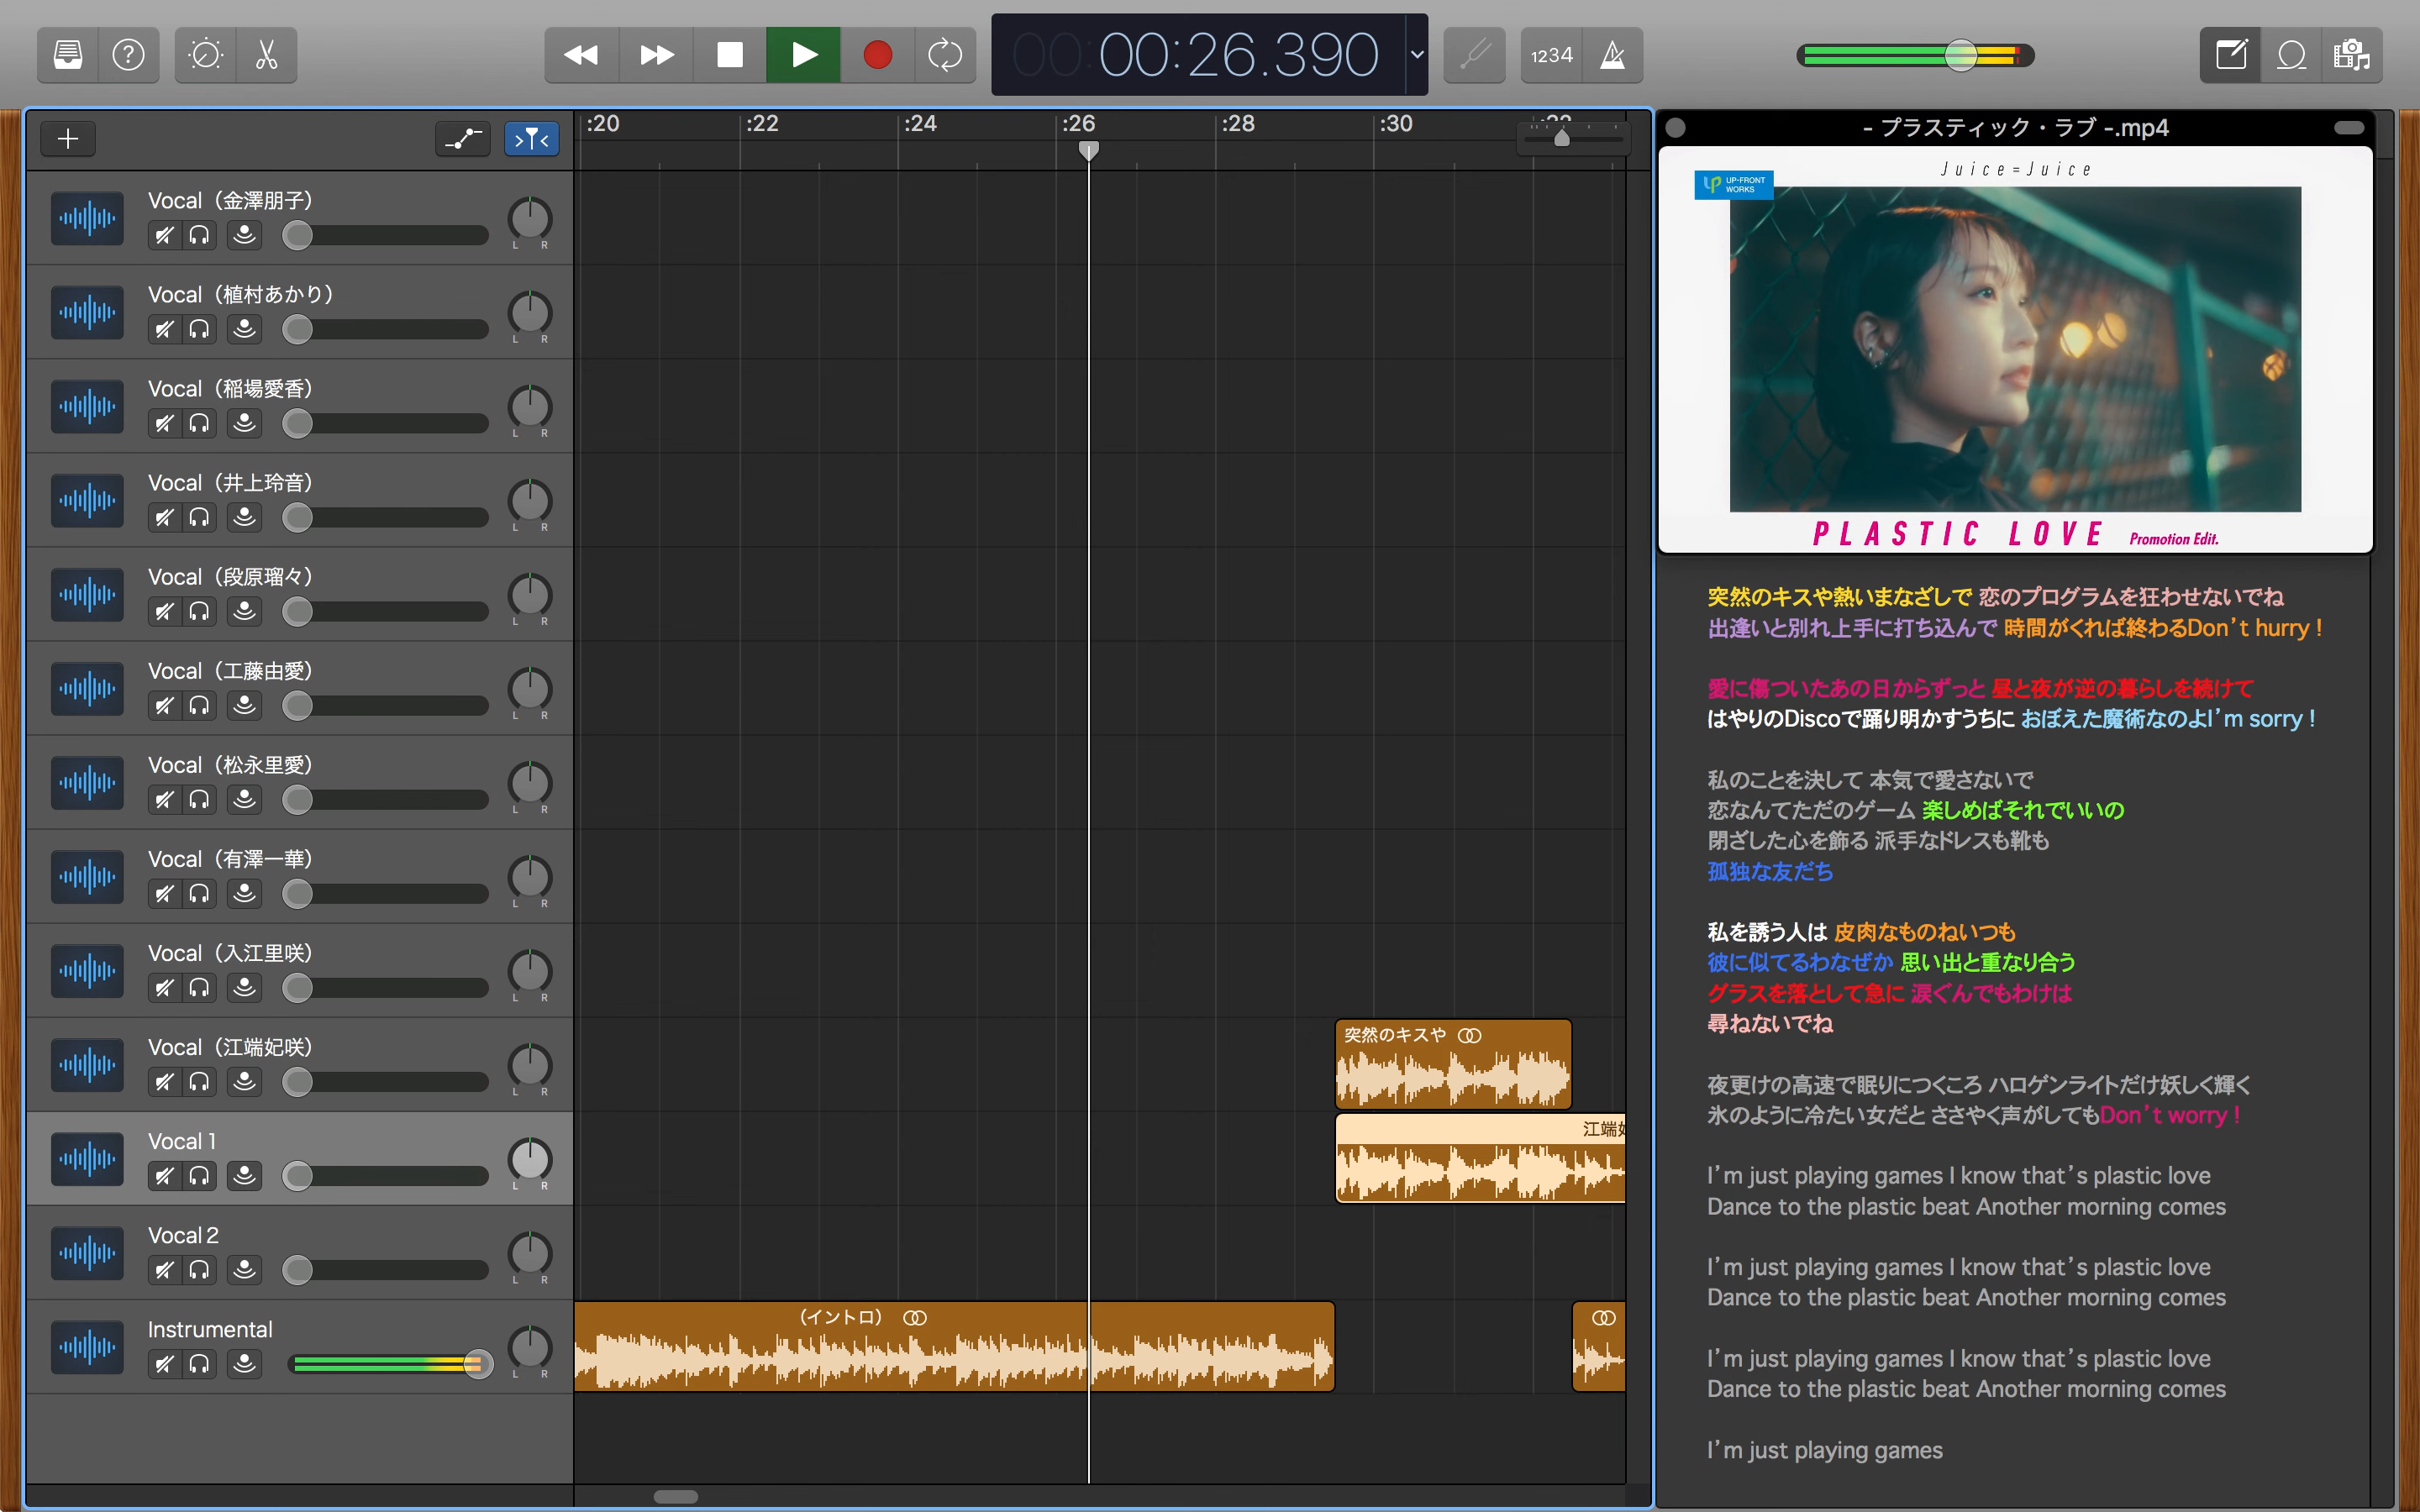 00:00:26.390
1234
:20 :22 :24 :26 :28 :30
- プラスティック・ラブ -.mp4
Vocal（金澤朋子）
L R
Vocal（植村あかり）
L R
Vocal（稲場愛香）
L R
Vocal（井上玲音）
L R
Vocal（段原瑠々）
L R
Vocal（工藤由愛）
L R
Vocal（松永里愛）
L R
Vocal（有澤一華）
L R
Vocal（入江里咲）
L R
Vocal（江端妃咲）
L R
Vocal 1
L R
Vocal 2
L R
Instrumental
L R
突然のキスや
江端
（イントロ）
Juice=Juice
UP-FRONT
WORKS
PLASTIC LOVE Promotion Edit.
突然のキスや熱いまなざしで 恋のプログラムを狂わせないでね
出逢いと別れ上手に打ち込んで 時間がくれば終わるDon’t hurry！
愛に傷ついたあの日からずっと 昼と夜が逆の暮らしを続けて
はやりのDiscoで踊り明かすうちに おぼえた魔術なのよI’m sorry！
私のことを決して 本気で愛さないで
恋なんてただのゲーム 楽しめばそれでいいの
閉ざした心を飾る 派手なドレスも靴も
孤独な友だち
私を誘う人は 皮肉なものねいつも
彼に似てるわなぜか 思い出と重なり合う
グラスを落として急に 涙ぐんでもわけは
尋ねないでね
夜更けの高速で眠りにつくころ ハロゲンライトだけ妖しく輝く
氷のように冷たい女だと ささやく声がしてもDon’t worry！
I’m just playing games I know that’s plastic love
Dance to the plastic beat Another morning comes
I’m just playing games I know that’s plastic love
Dance to the plastic beat Another morning comes
I’m just playing games I know that’s plastic love
Dance to the plastic beat Another morning comes
I’m just playing games